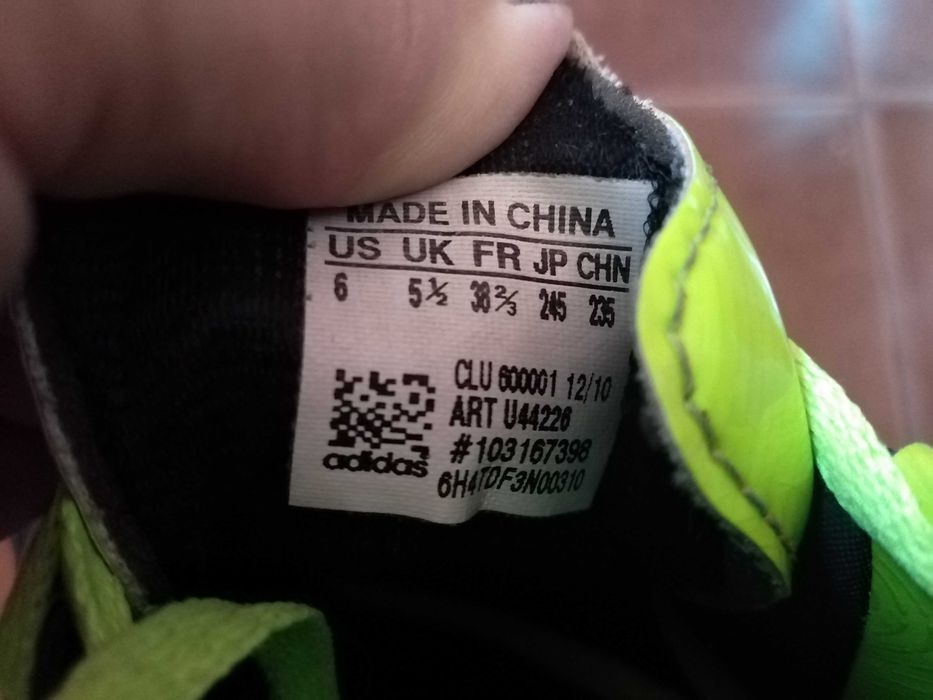 MADE IN CHINA
US UK FR JP CHN
6 5½ 38⅔ 245 235
CLU 600001 12/10
ART U44226
#103167398
adidas
6H4TDF3N00310